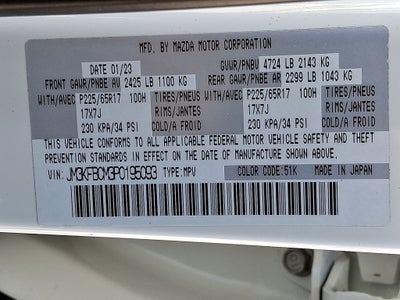 MFD. BY MAZDA MOTOR CORPORATION
DATE 01/23 GVWR/PNBV 4724 LB 2143 KG
FRONT GAWR/PNBE AV 2425 LB 1100 KG REAR GAWR/PNBE AR 2299 LB 1043 KG
WITH/AVEC P225/65R17 100H TIRES/PNEUS WITH/AVEC P225/65R17 100H TIRES/PNEUS
17X7J RIMS/JANTES 17X7J RIMS/JANTES
230 KPA/34 PSI COLD/A FROID 230 KPA/34 PSI COLD/A FROID
THIS VEHICLE CONFORMS TO ALL APPLICABLE FEDERAL MOTOR VEHICLE SAFETY, BUMPER, AND THEFT
PREVENTION STANDARDS IN EFFECT ON THE DATE OF MANUFACTURE SHOWN ABOVE.
VIN: JM3KFBCM3P0195093 TYPE:MPV COLOR CODE:51K MADE IN JAPAN